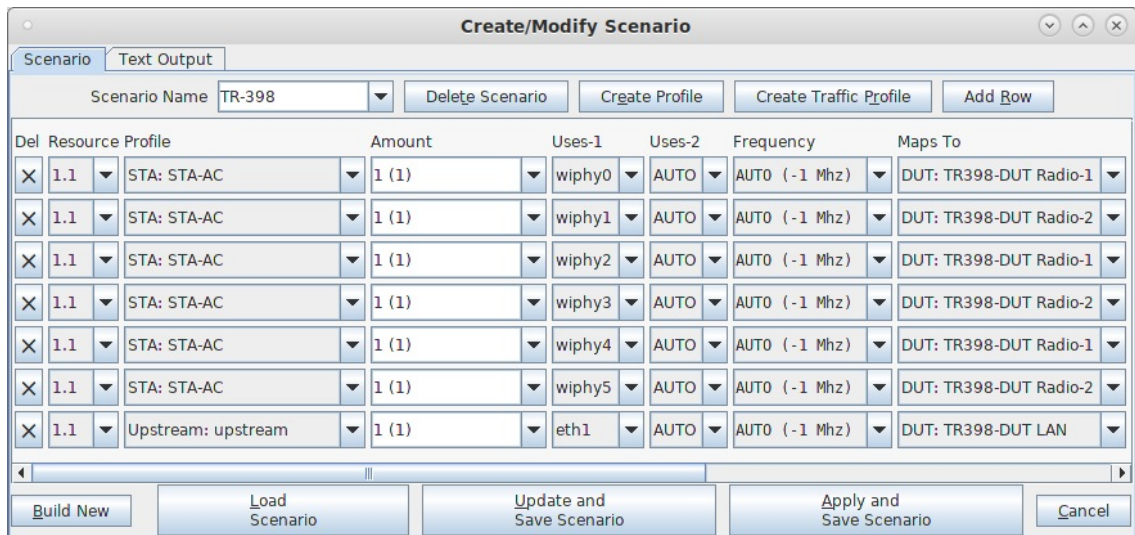 Create/Modify Scenario
Scenario Text Output
Scenario Name TR-398 Delete Scenario Create Profile Create Traffic Profile Add Row
Del Resource Profile Amount Uses-1 Uses-2 Frequency Maps To
X 1.1 STA: STA-AC 1 (1) wiphy0 AUTO AUTO (-1 Mhz) DUT: TR398-DUT Radio-1
X 1.1 STA: STA-AC 1 (1) wiphy1 AUTO AUTO (-1 Mhz) DUT: TR398-DUT Radio-2
X 1.1 STA: STA-AC 1 (1) wiphy2 AUTO AUTO (-1 Mhz) DUT: TR398-DUT Radio-1
X 1.1 STA: STA-AC 1 (1) wiphy3 AUTO AUTO (-1 Mhz) DUT: TR398-DUT Radio-2
X 1.1 STA: STA-AC 1 (1) wiphy4 AUTO AUTO (-1 Mhz) DUT: TR398-DUT Radio-1
X 1.1 STA: STA-AC 1 (1) wiphy5 AUTO AUTO (-1 Mhz) DUT: TR398-DUT Radio-2
X 1.1 Upstream: upstream 1 (1) eth1 AUTO AUTO (-1 Mhz) DUT: TR398-DUT LAN
Build New
Load
Scenario
Update and
Save Scenario
Apply and
Save Scenario
Cancel